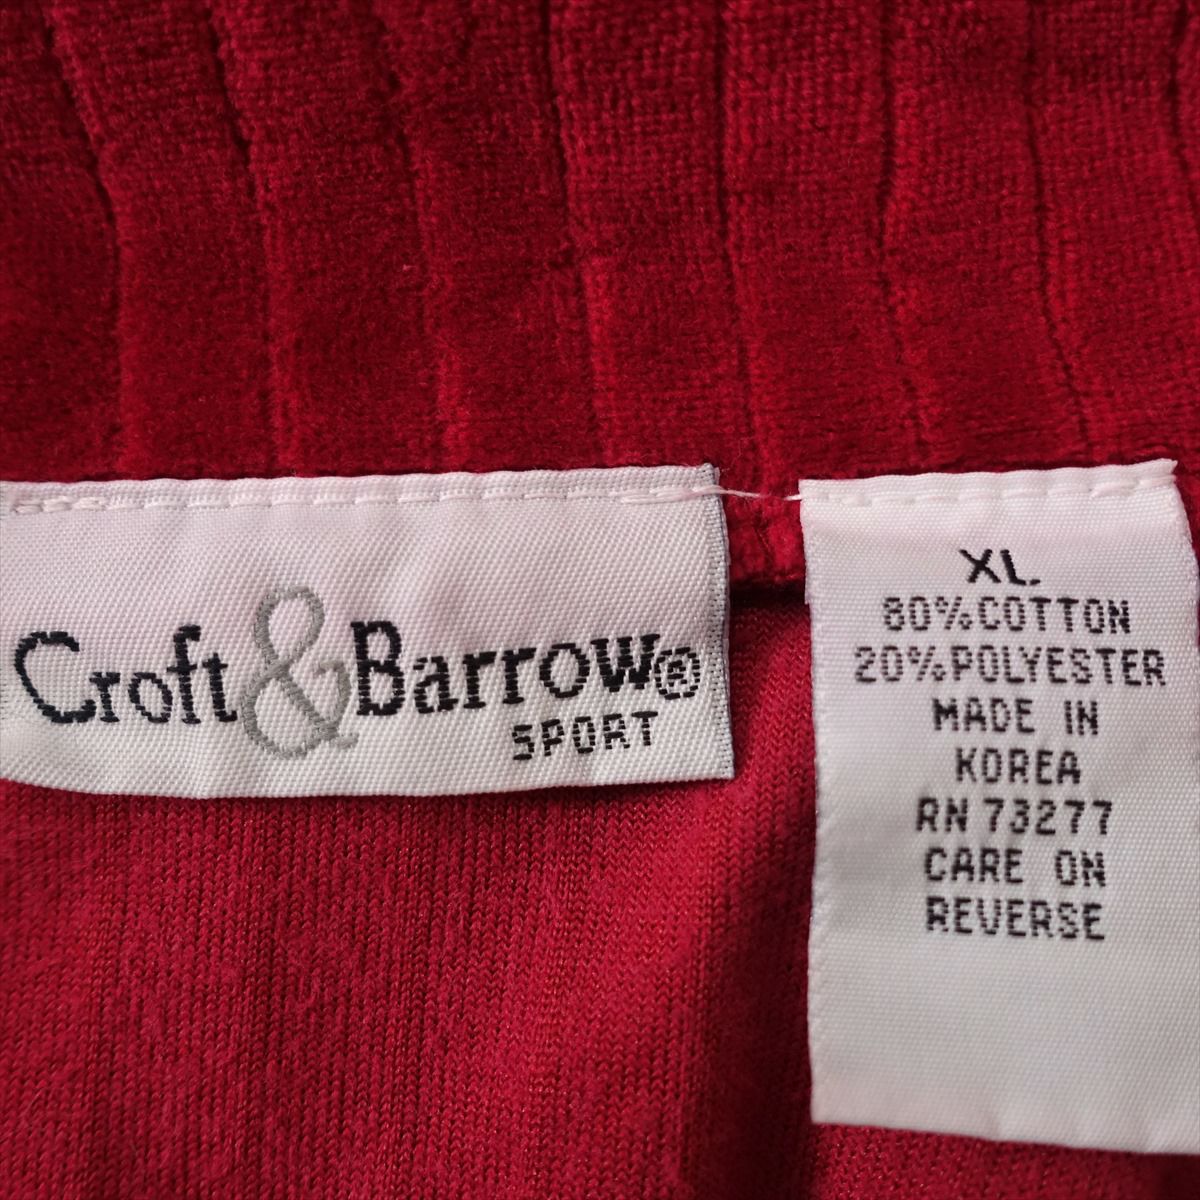 Croft&Barrow®
SPORT
XL.
80%COTTON
20%POLYESTER
MADE IN
KOREA
RN 73277
CARE ON
REVERSE